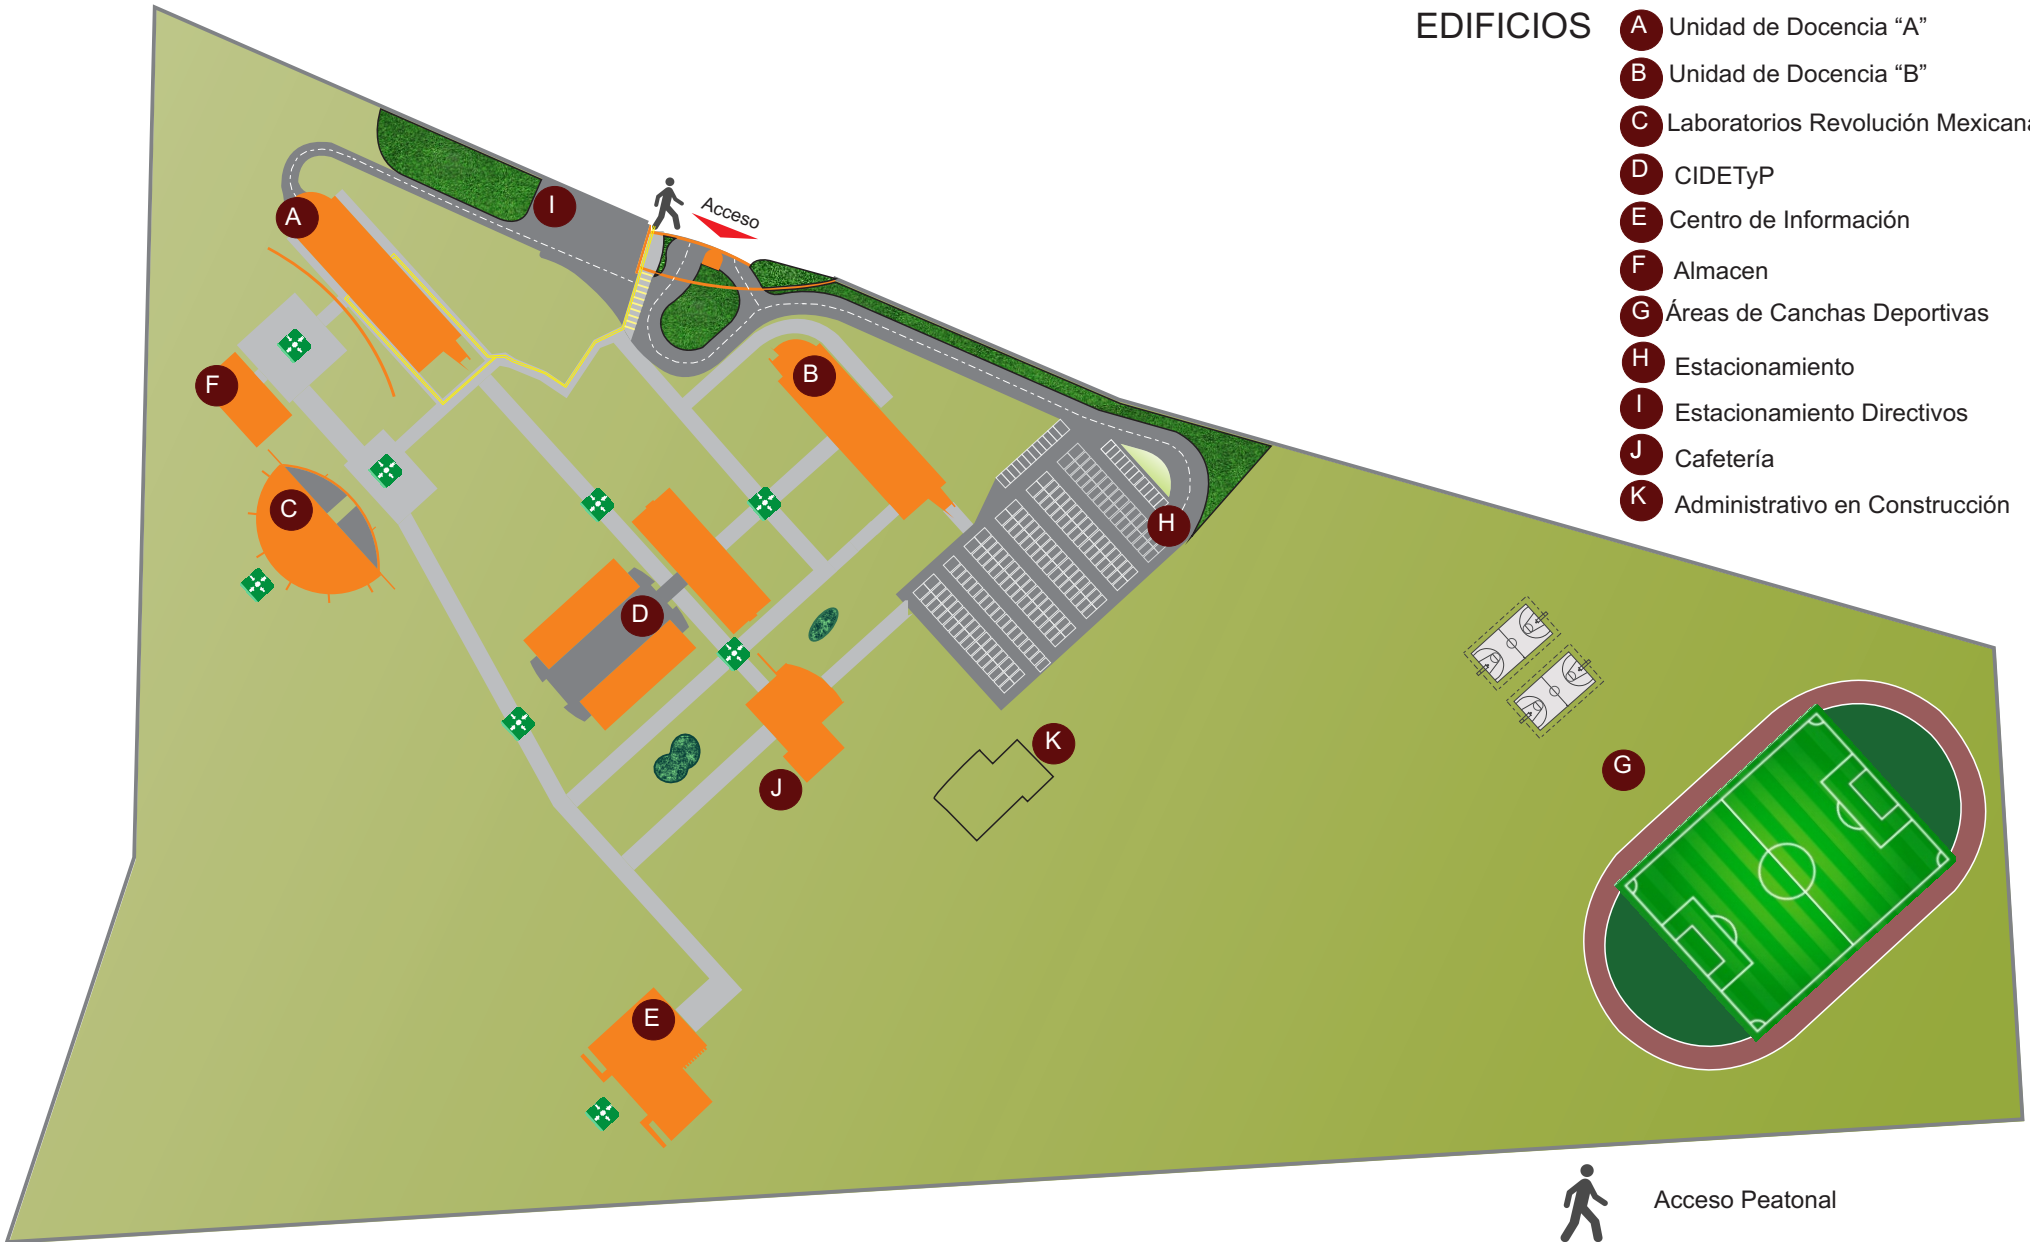 EDIFICIOS
A Unidad de Docencia “A”
B Unidad de Docencia “B”
C Laboratorios Revolución Mexicana
D CIDETyP
E Centro de Información
F Almacen
G Áreas de Canchas Deportivas
H Estacionamiento
I Estacionamiento Directivos
J Cafetería
K Administrativo en Construcción
I
Acceso
A
B
F
C
H
D
K
G
J
E
Acceso Peatonal